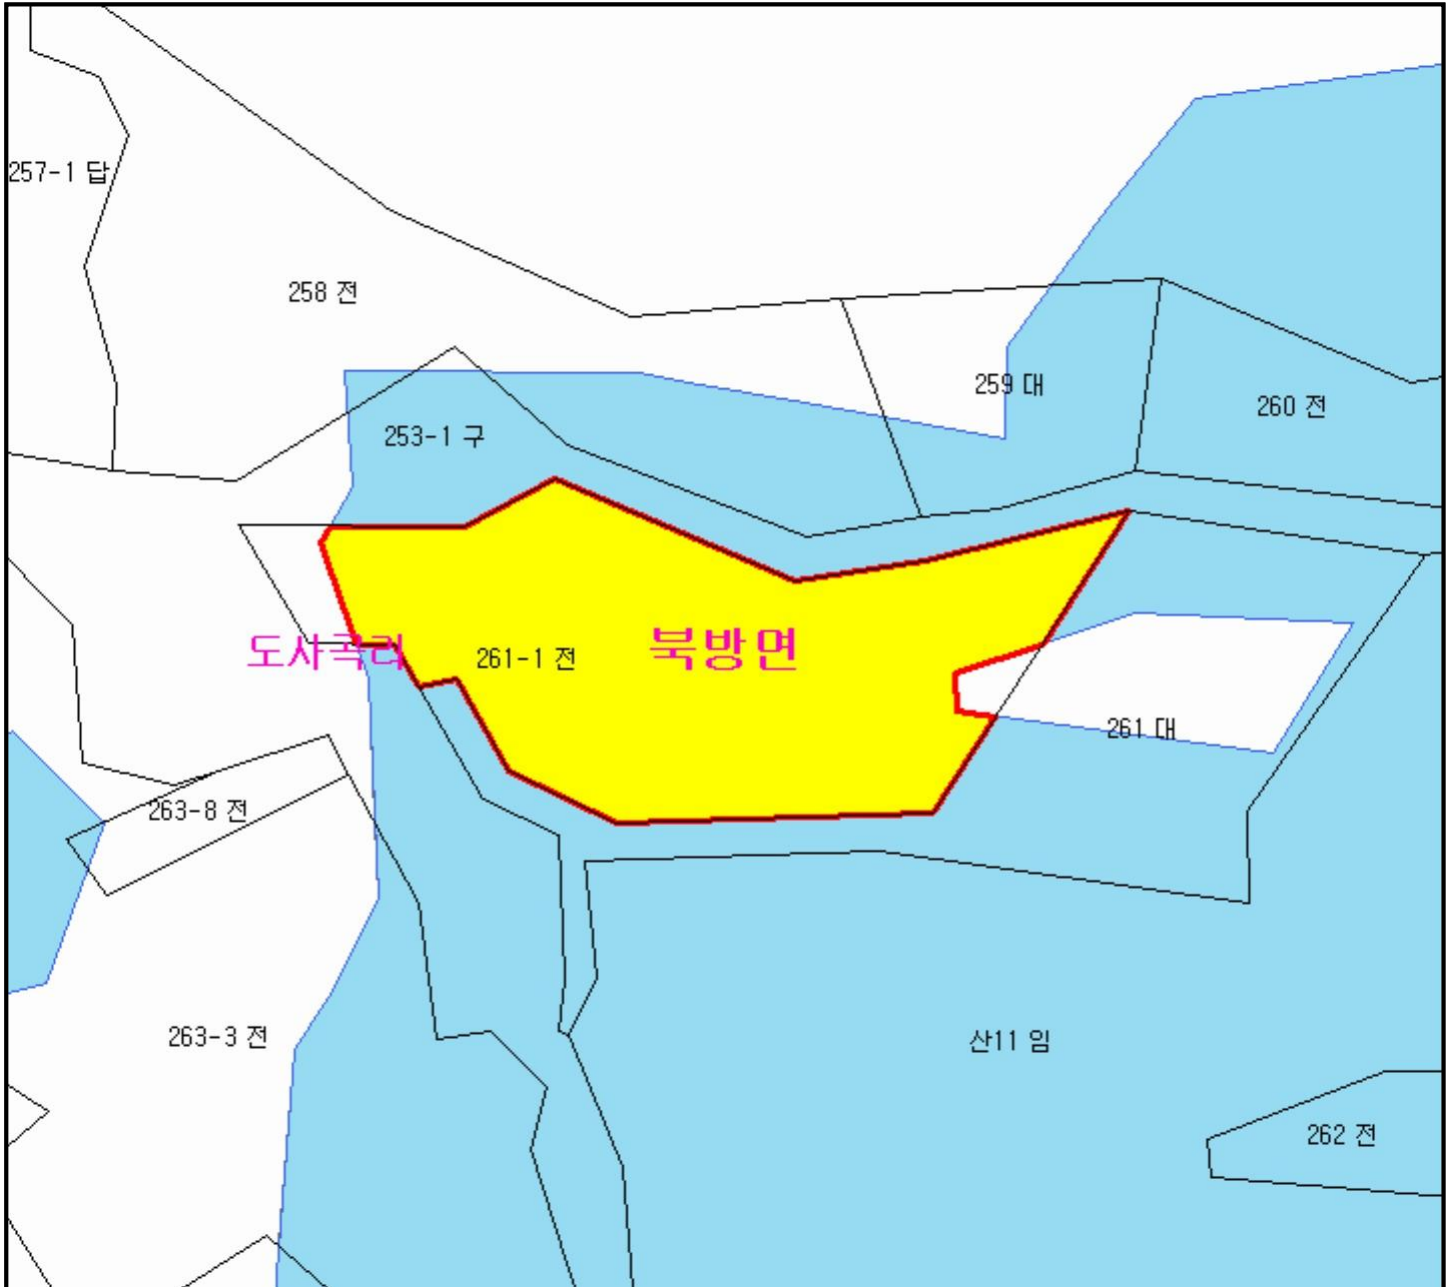 257-1 답
258 전
259 대
260 전
253-1 구
북방면
도사곡리
261-1 전
261 대
263-8 전
263-3 전
산11 임
262 전